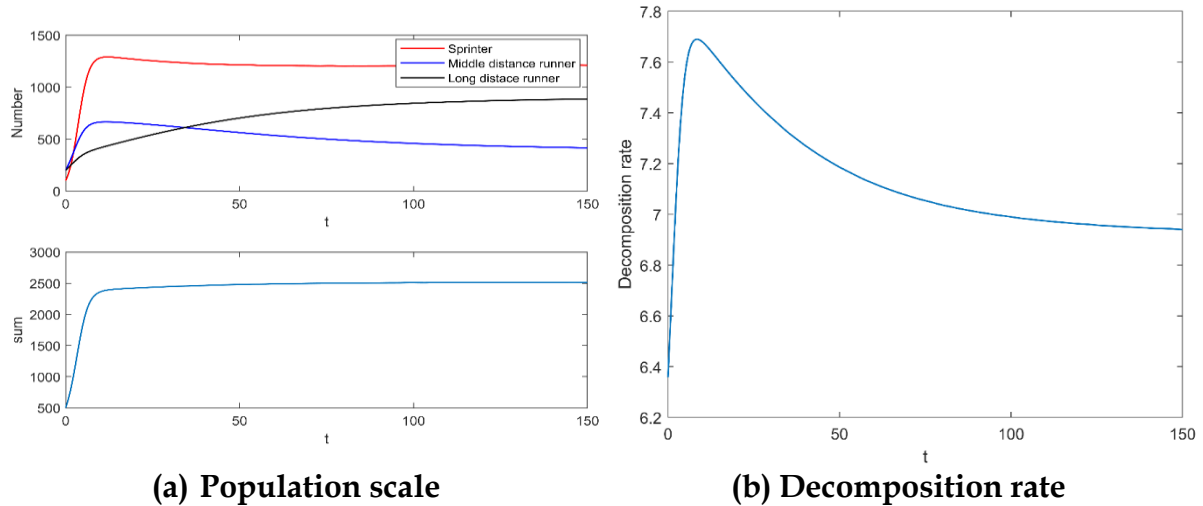 1500
1000
500
0
Number
Sprinter
Middle distance runner
Long distace runner
0
50
100
150
t
3000
2500
2000
1500
1000
500
sum
0
50
100
150
t
(a) Population scale
7.8
7.6
7.4
7.2
7
6.8
6.6
6.4
6.2
Decomposition rate
0
50
100
150
t
(b) Decomposition rate